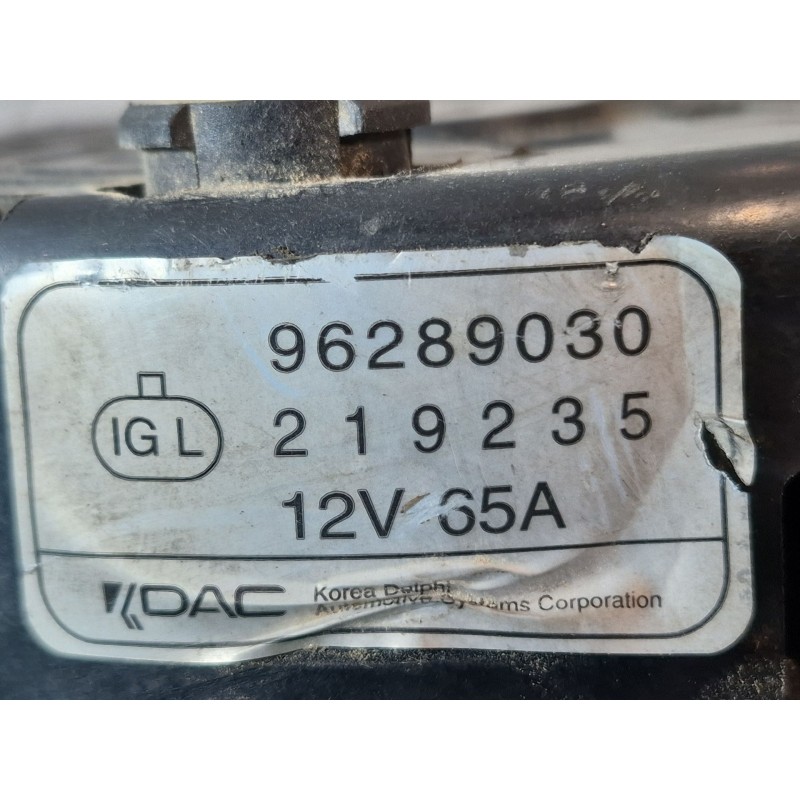 96289030
IG L
219235
12V 65A
KDAC
Korea Delphi
Automotive Systems Corporation